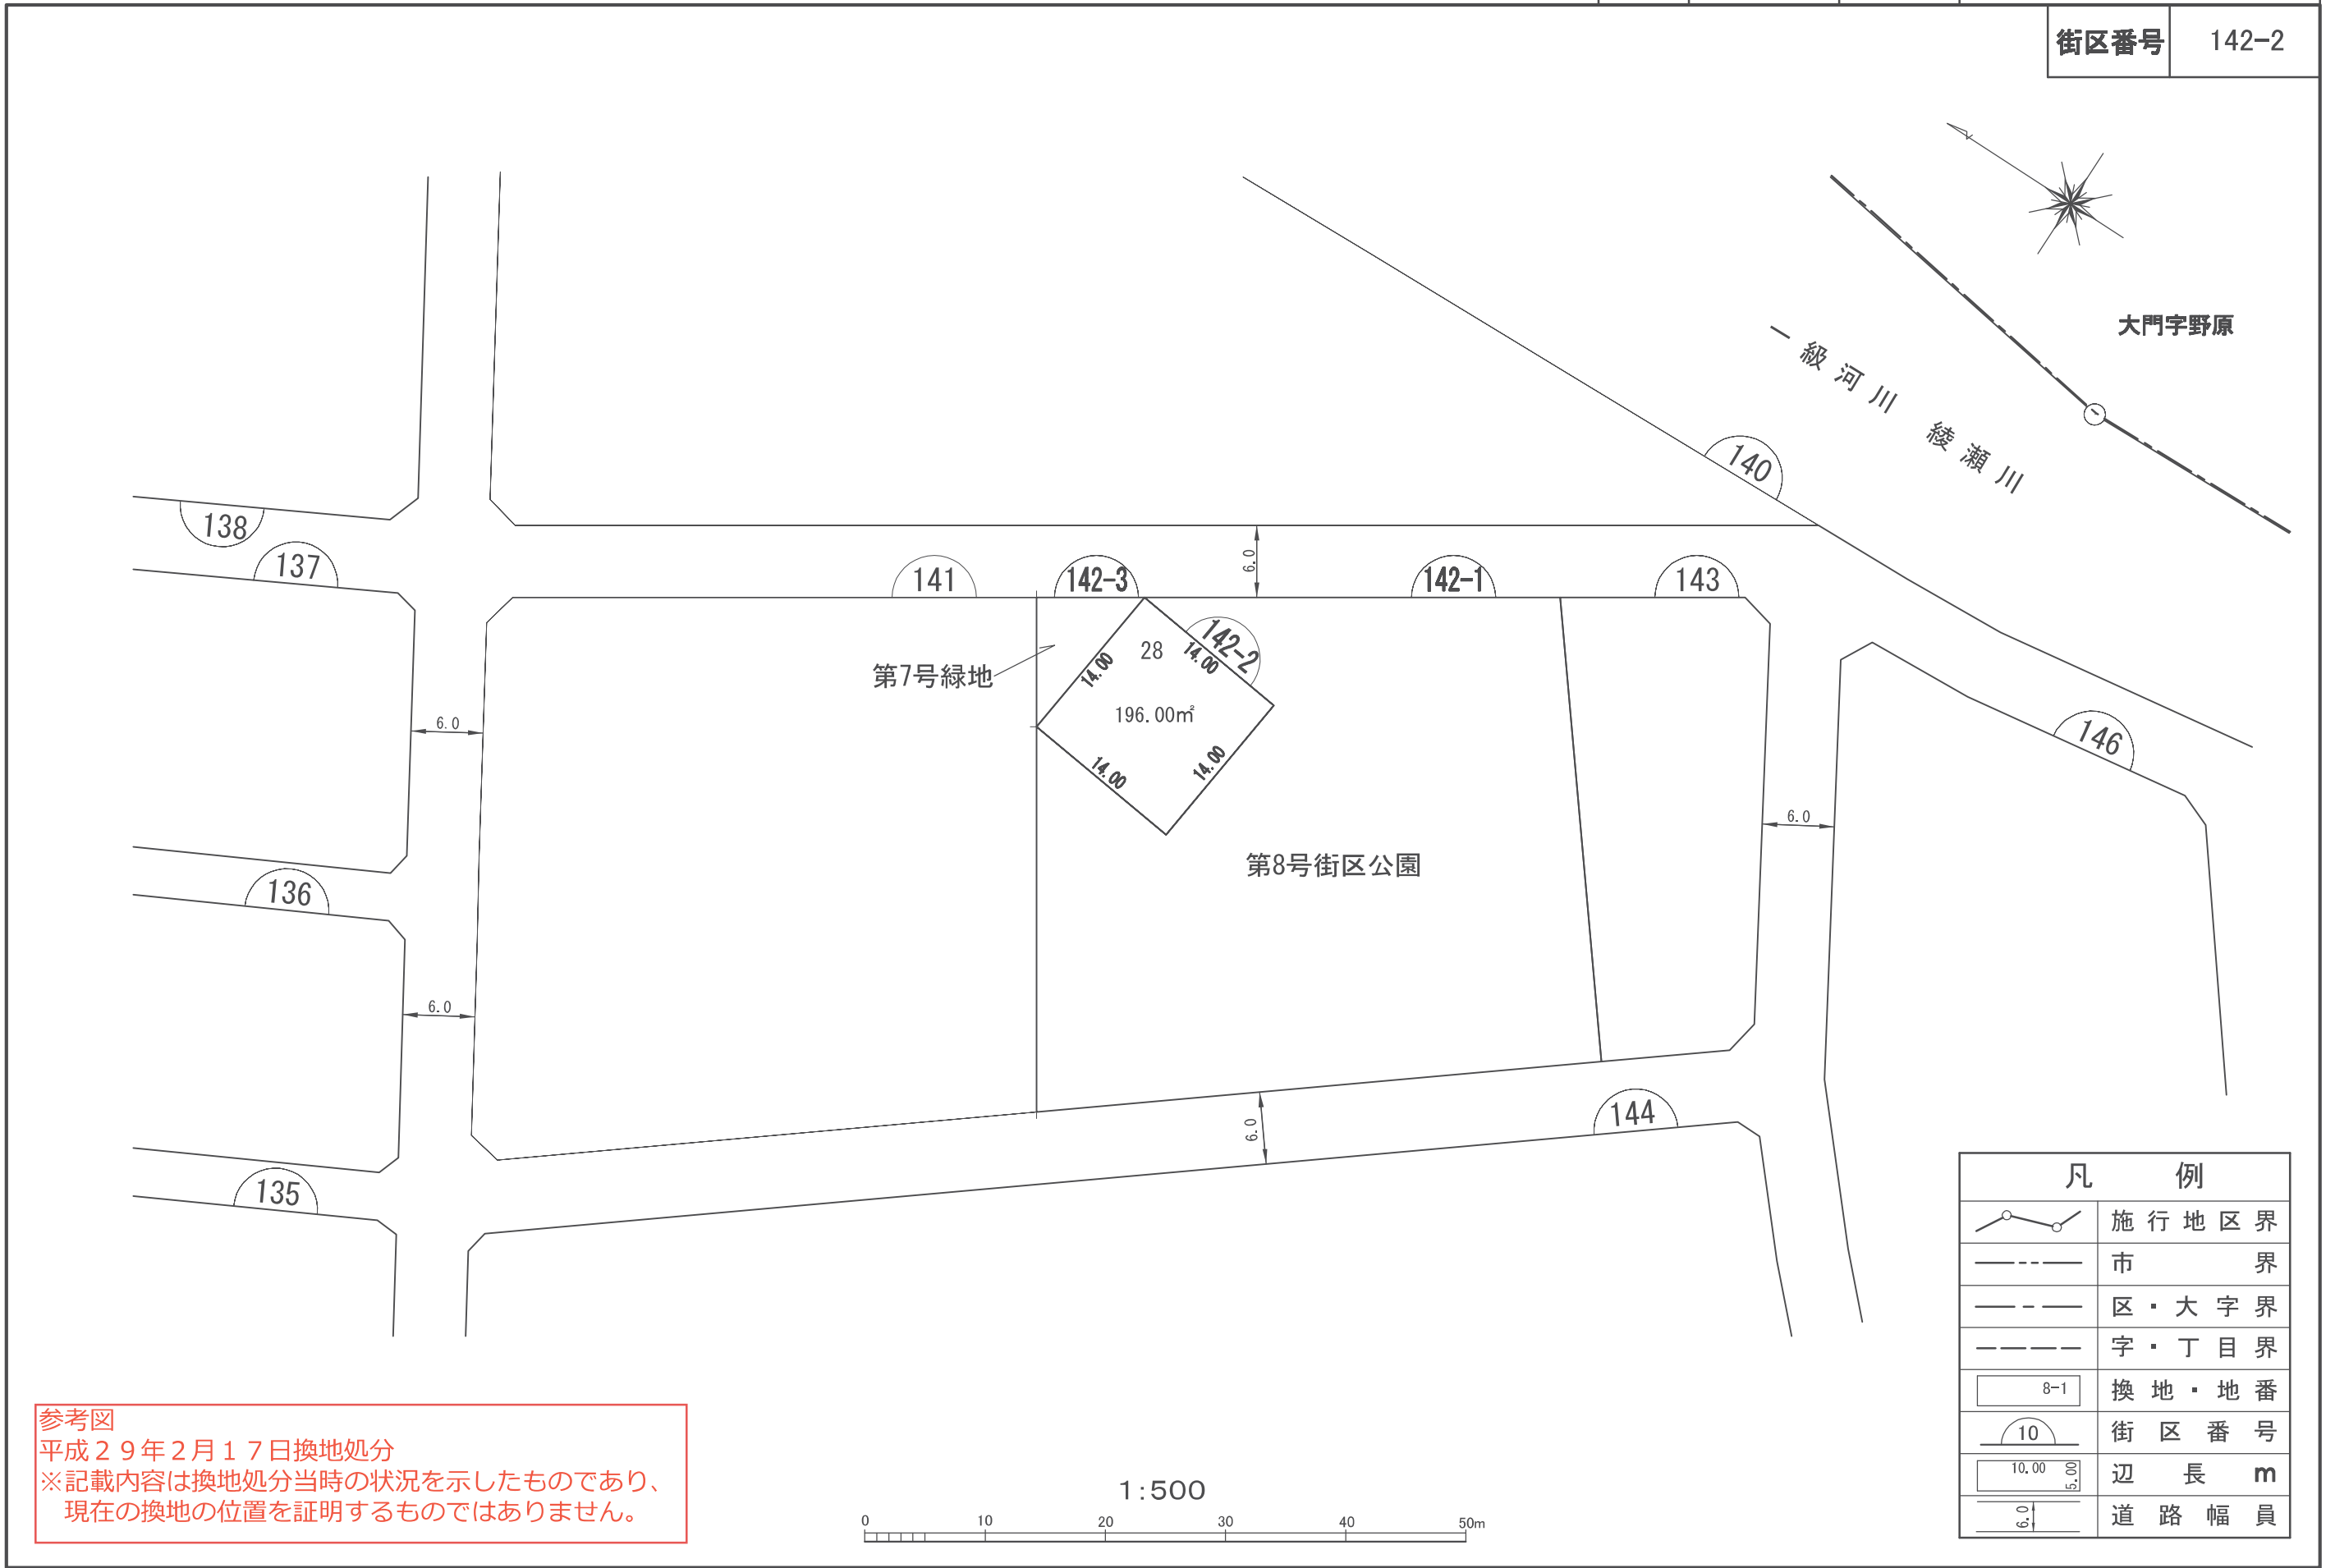 街区番号 142-2
大門字野原
一級河川 綾瀬川
140
138
137
6.0
141
142-3
142-1
143
142-2
28
14.00
14.00
第7号緑地
196.00㎡
14.00
14.00
6.0
146
6.0
第8号街区公園
136
6.0
144
6.0
135
凡 例
施行地区界
市界
区・大字界
字・丁目界
8-1 換地・地番
10 街区番号
10.00 5.00 辺長 m
6.0 道路幅員
参考図
平成29年2月17日換地処分
※記載内容は換地処分当時の状況を示したものであり、
現在の換地の位置を証明するものではありません。
1:500
0 10 20 30 40 50m